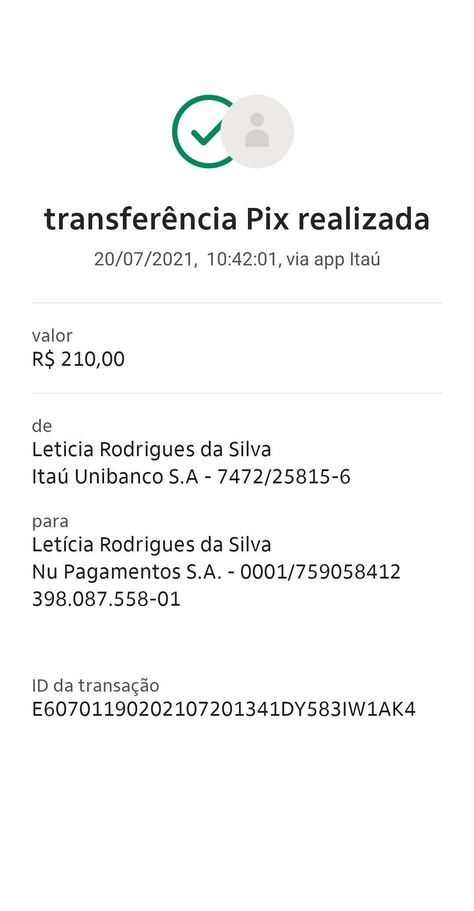 transferência Pix realizada
20/07/2021, 10:42:01, via app Itaú
valor
R$ 210,00
de
Leticia Rodrigues da Silva
Itaú Unibanco S.A - 7472/25815-6
para
Letícia Rodrigues da Silva
Nu Pagamentos S.A. - 0001/759058412
398.087.558-01
ID da transação
E60701190202107201341DY583IW1AK4